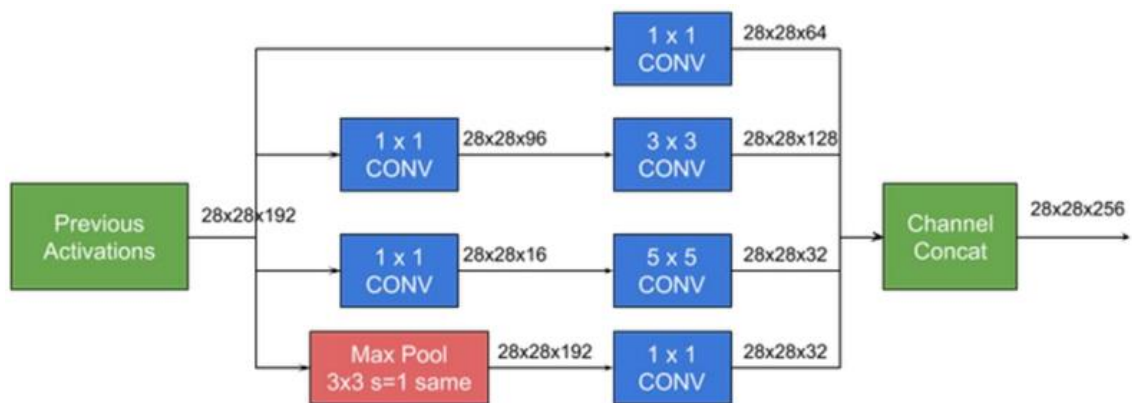 1 x 1
CONV
28x28x64
1 x 1
CONV
28x28x96
3 x 3
CONV
28x28x128
Previous
Activations
28x28x192
Channel
Concat
28x28x256
1 x 1
CONV
28x28x16
5 x 5
CONV
28x28x32
Max Pool
3x3 s=1 same
28x28x192
1 x 1
CONV
28x28x32